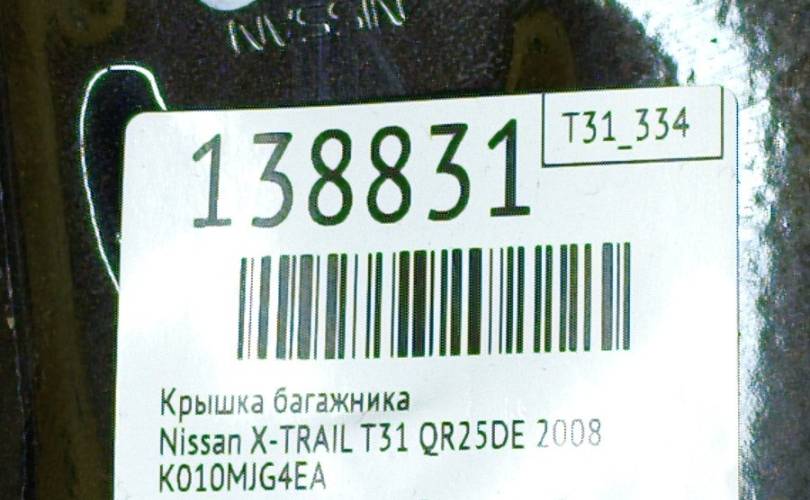 NISSAN
138831
T31_334
Крышка багажника
Nissan X-TRAIL T31 QR25DE 2008
K010MJG4EA